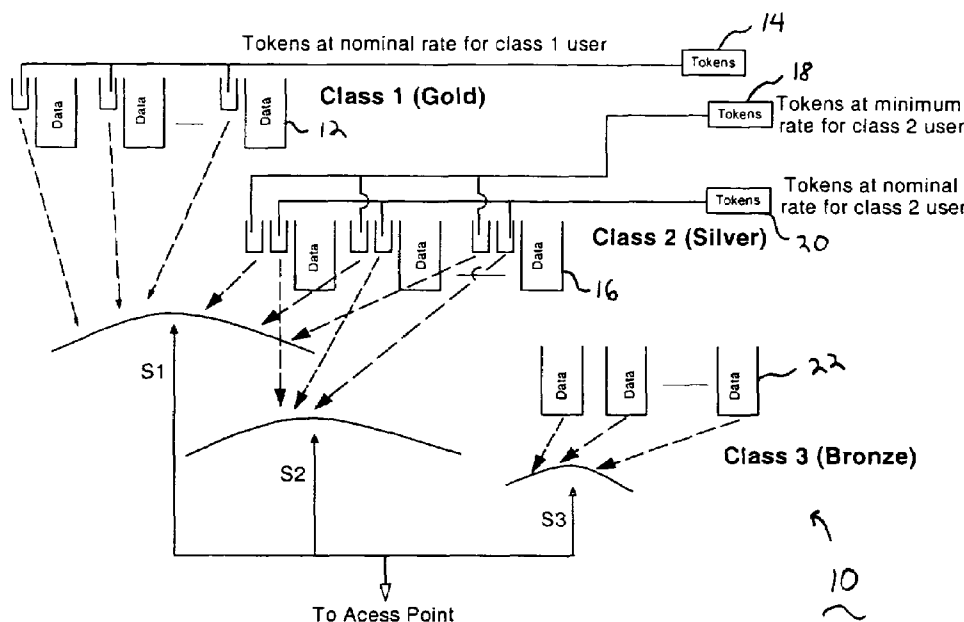 14
Tokens at nominal rate for class 1 user
Tokens
18
Class 1 (Gold)
Tokens
Tokens at minimum
rate for class 2 user
Data
Data
Data
12
Tokens
Tokens at nominal
rate for class 2 user
20
Class 2 (Silver)
Data
Data
Data
16
S1
Data
Data
Data
22
Class 3 (Bronze)
S2
S3
10
To Acess Point